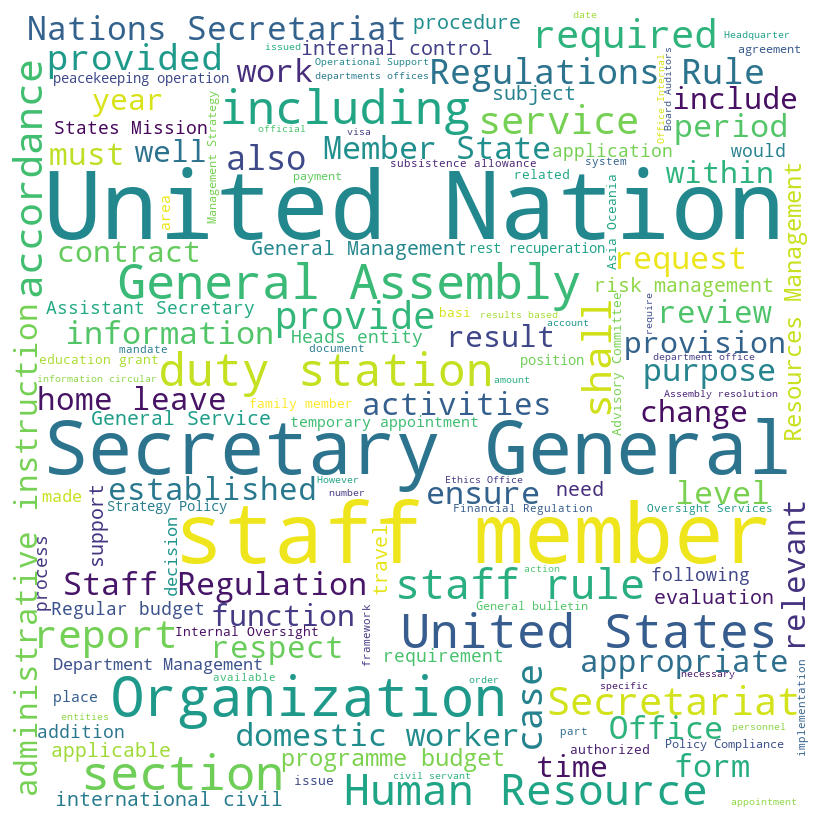 date
Nations Secretariat
procedure
required
Headquarter
issued
internal control
agreement
provided
peacekeeping operation
work
Operational Support
departments offices
Regulations Rule
Office Internal
Board Auditors
year
including
subject
include
States Mission
Management Strategy
official
service
period
must
well
also
visa
Member State
application
would
accordance
subsistence allowance
system
within
payment
related
United Nation
area
Asia Oceania
Resources Management
contract
General Management
rest recuperation
request
General Assembly
risk management
Assistant Secretary
provide
basi
results based
require
review
information
Heads entity
account
result
shall
Advisory Committee
provision
mandate
document
department office
education grant
duty station
position
purpose
information circular
amount
Assembly resolution
home leave
family member
activities
change
General Service
temporary appointment
administrative instruction
Secretary General
However
Ethics Office
made
established
number
ensure
need
level
support
Strategy Policy
Financial Regulation
Oversight Services
staff member
process
decision
travel
relevant
action
Staff Regulation
staff rule
following
evaluation
Regular budget
function
General bulletin
report
Internal Oversight
framework
United States
respect
requirement
appropriate
Department Management
case
implementation
available
necessary
specific
place
Organization
order
Secretariat
entities
addition
domestic worker
part
Office
personnel
applicable
programme budget
authorized
Policy Compliance
section
issue
civil servant
time
form
international civil
Human Resource
appointment